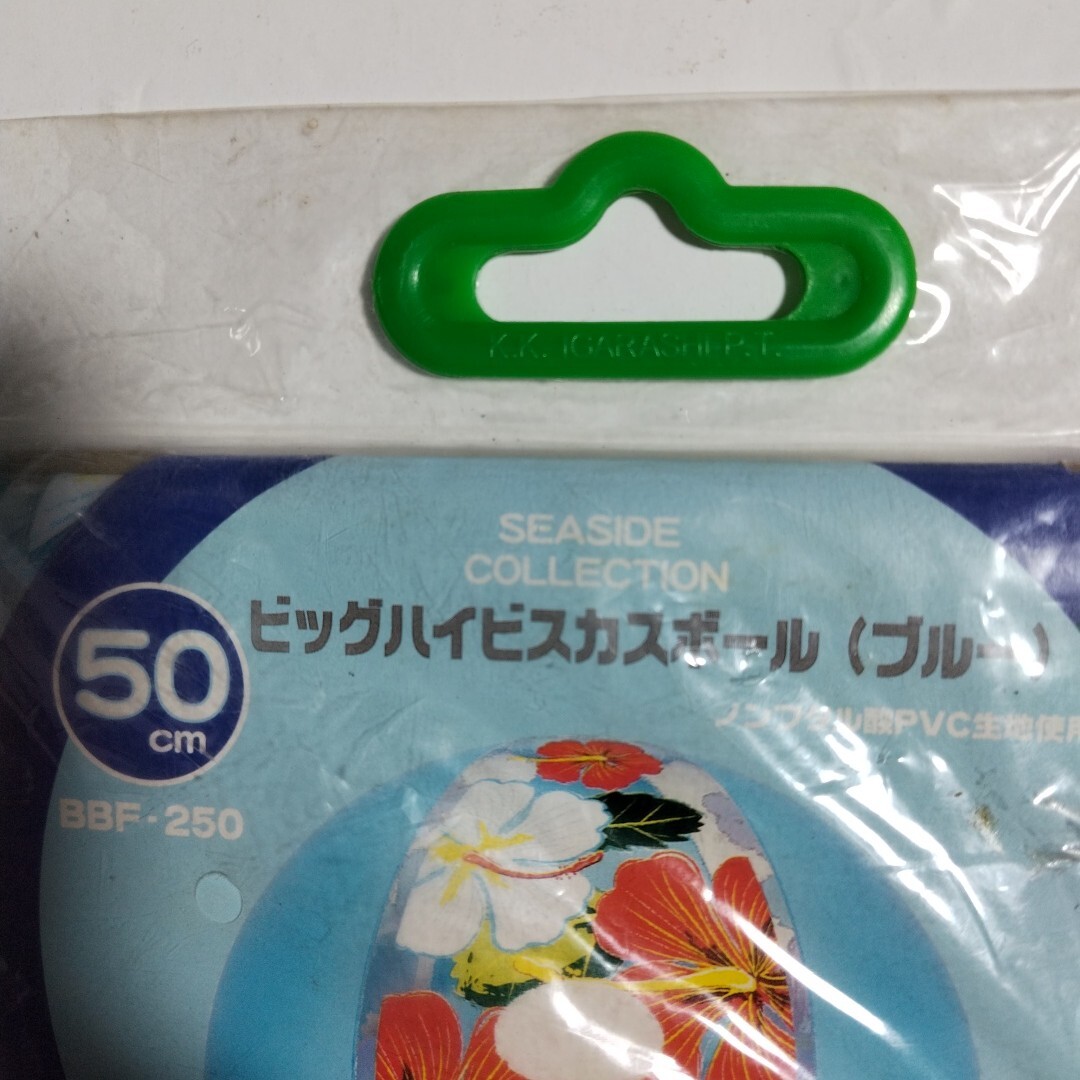 K.K. IGARASHI P.T.
SEASIDE
COLLECTION
ビッグハイビスカスボール（ブルー）
50
cm
ノンフタル酸PVC生地使用
BBF-250